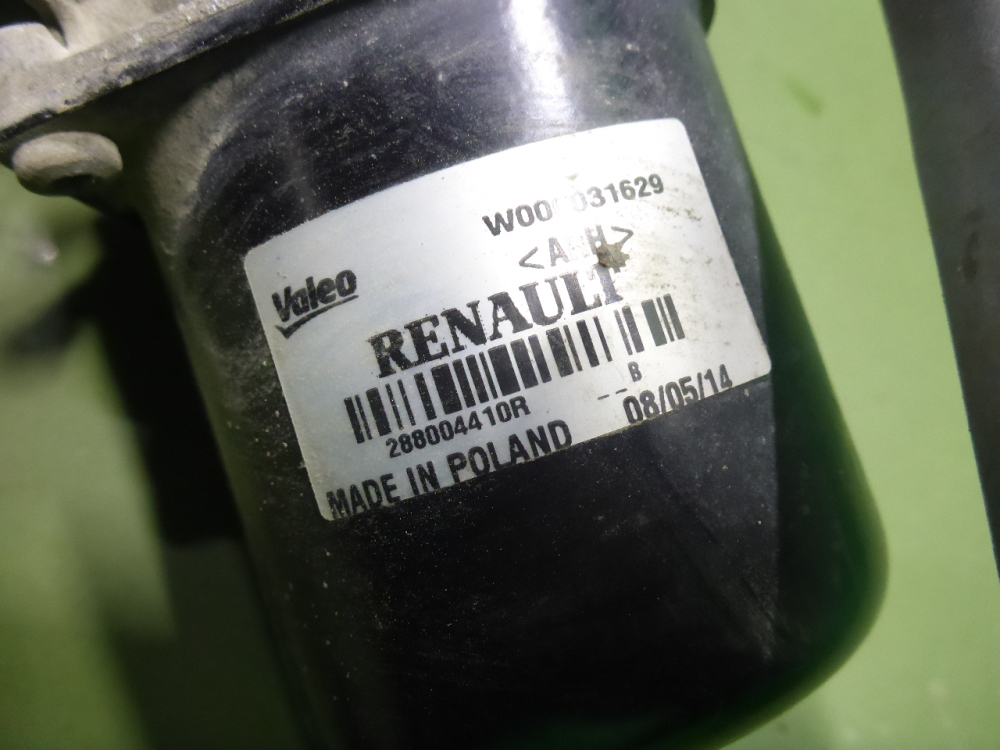 Valeo
<A H>
RENAULT
288004410R
B
MADE IN POLAND
08/05/14